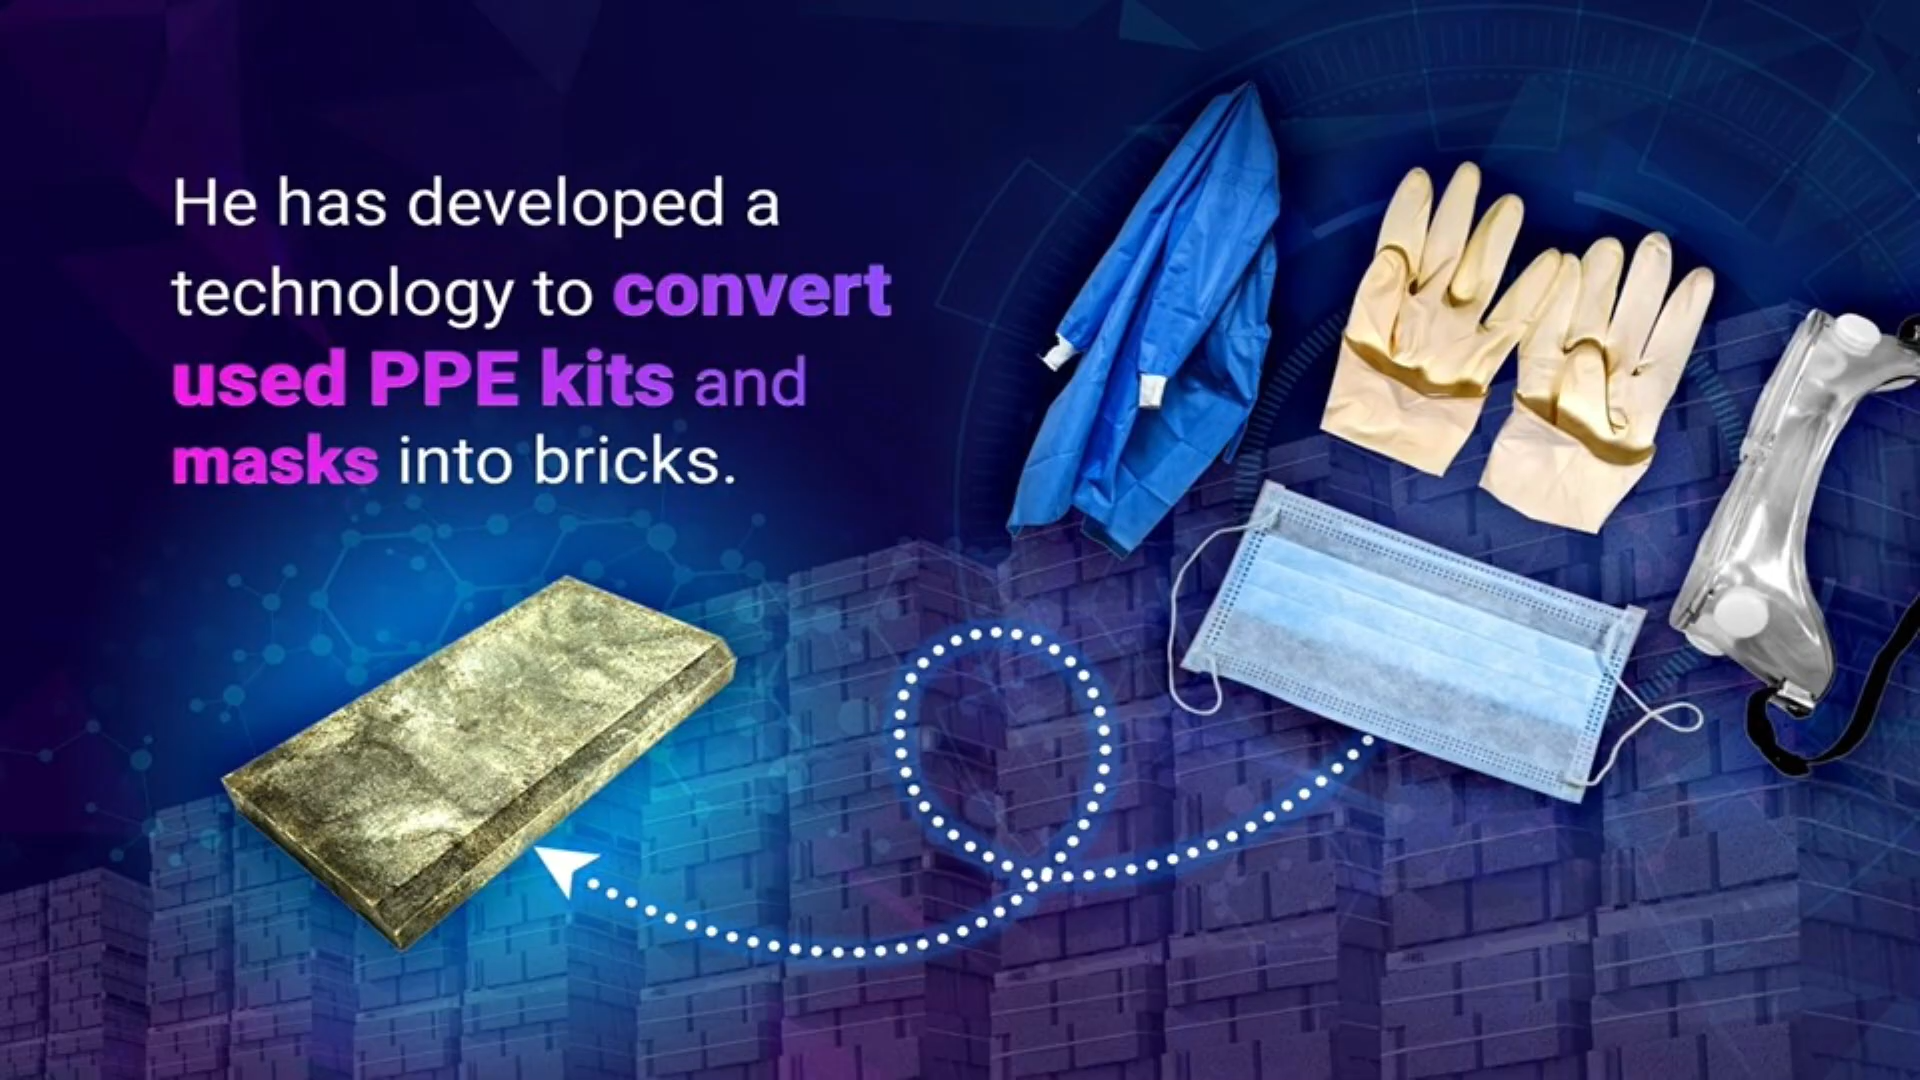 He has developed a
technology to convert
used PPE kits and
masks into bricks.